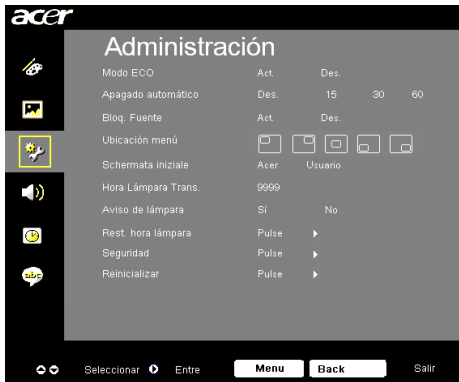 acer
Administración
Modo ECO Act. Des.
Apagado automático Des. 15 30 60
Bloq. Fuente Act. Des.
Ubicación menú
Schermata iniziale Acer Usuario
Hora Lámpara Trans. 9999
Aviso de lámpara Sí No
Rest. hora lámpara Pulse
Seguridad Pulse
Reinicializar Pulse
abc
Seleccionar Entre Menu Back Salir